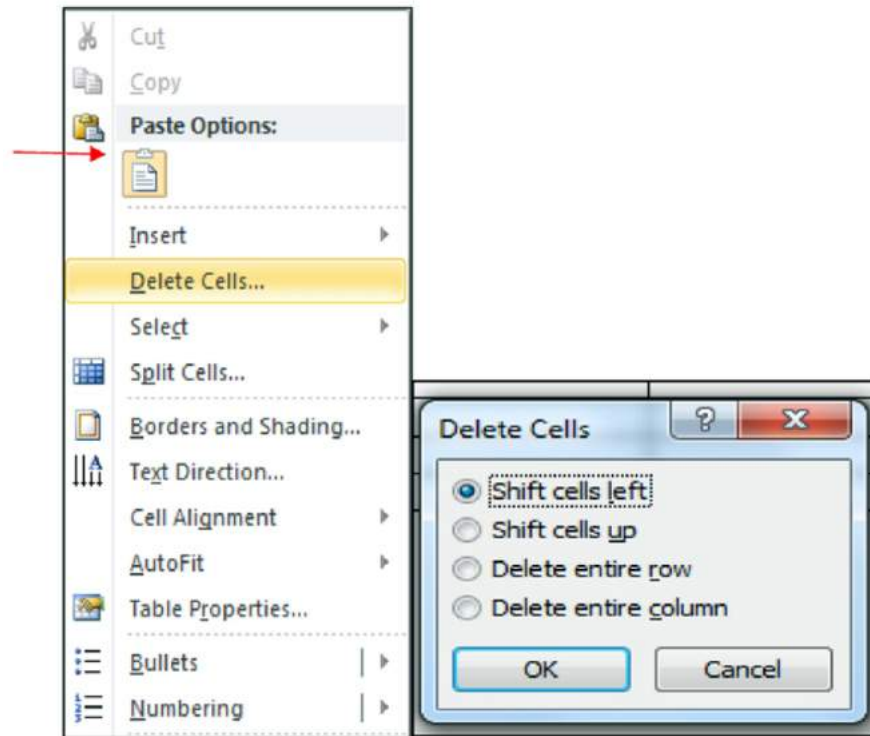 Cut
Copy
Paste Options:
Insert
Delete Cells...
Select
Split Cells...
Borders and Shading...
Text Direction...
Cell Alignment
AutoFit
Table Properties...
Bullets
Numbering
Delete Cells
?
X
Shift cells left
Shift cells up
Delete entire row
Delete entire column
OK
Cancel